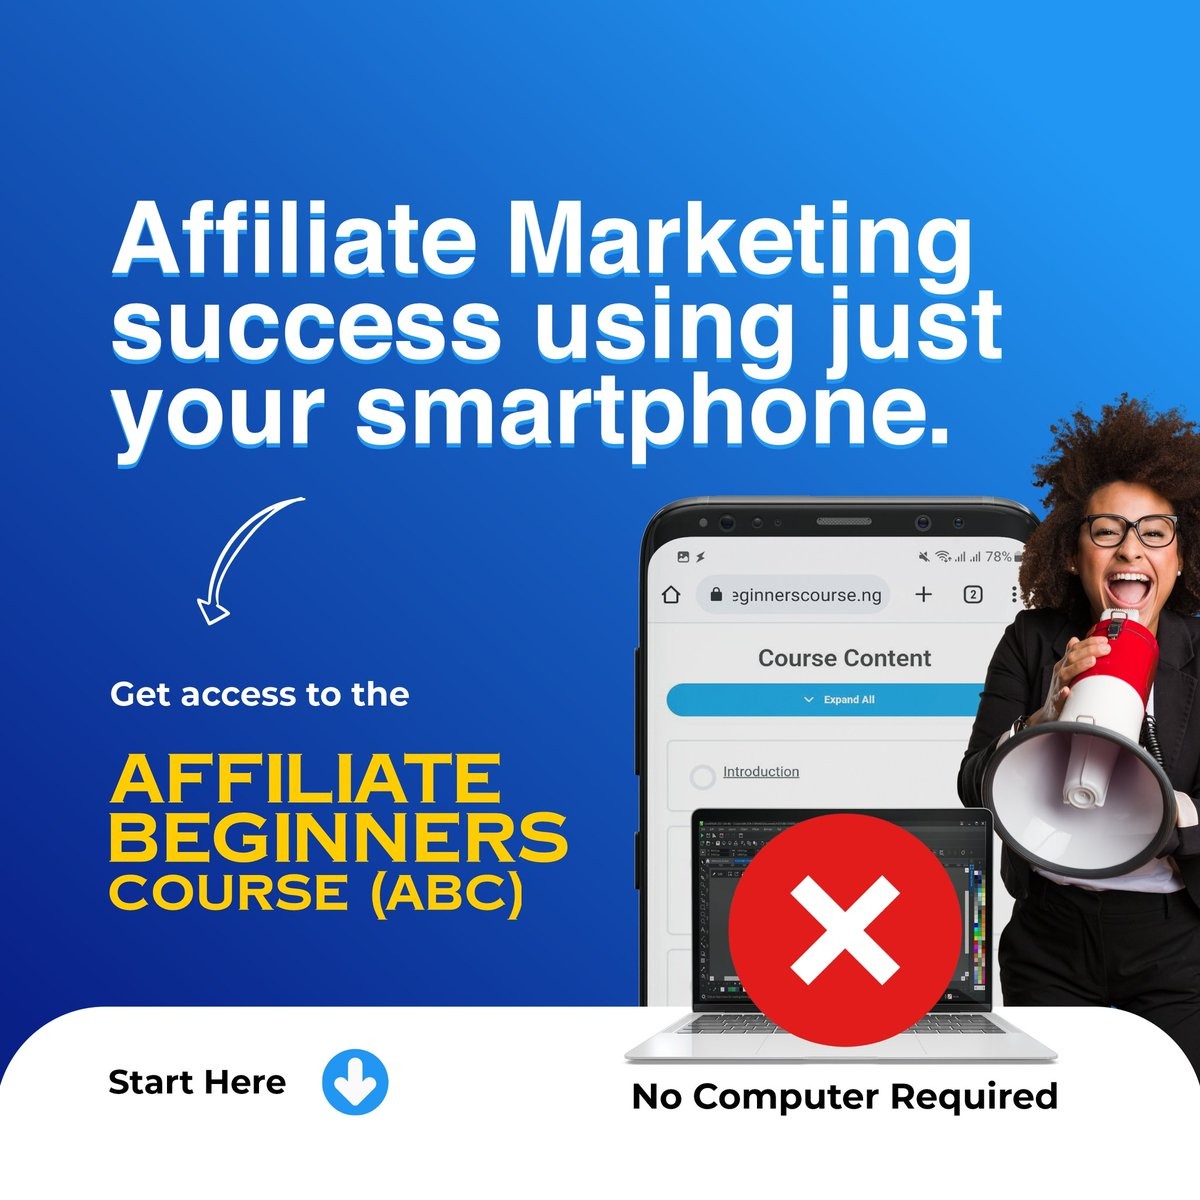 Affiliate Marketing
success using just
your smartphone.
Get access to the
AFFILIATE
BEGINNERS
COURSE (ABC)
78%
eginnerscourse.ng
2
Course Content
Expand All
Introduction
Start Here
No Computer Required